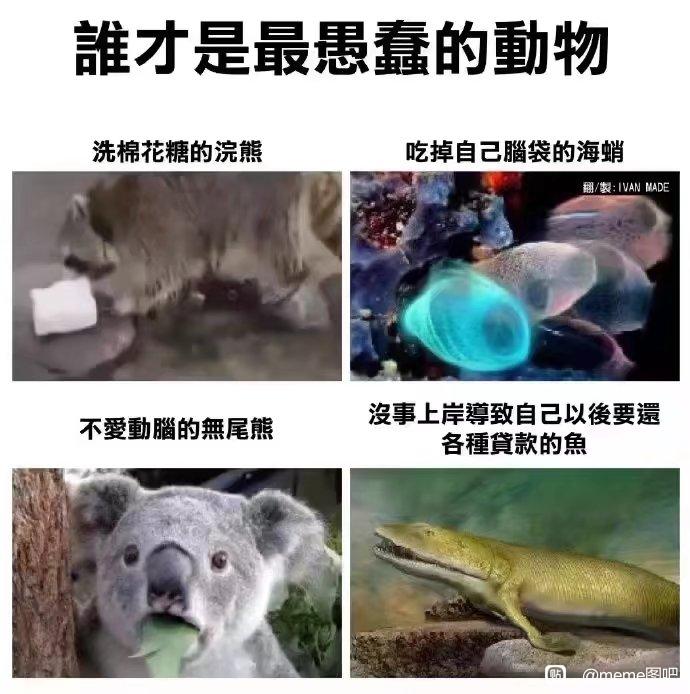 誰才是最愚蠢的動物
洗棉花糖的浣熊
吃掉自己腦袋的海蛸
翻/製:IVAN MADE
不愛動腦的無尾熊
沒事上岸導致自己以後要還
各種貸款的魚
貼 @meme图吧